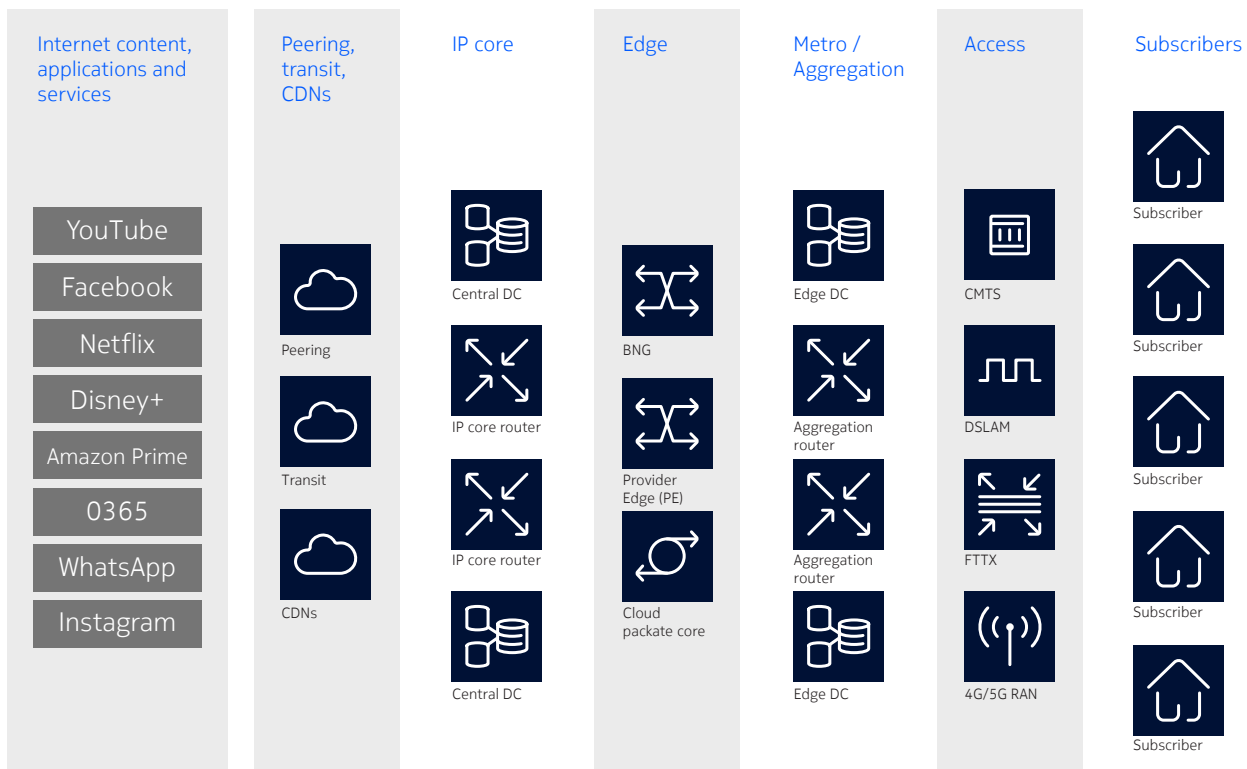 Internet content,
applications and
services
YouTube
Facebook
Netflix
Disney+
Amazon Prime
0365
WhatsApp
Instagram
Peering,
transit,
CDNs
Peering
Transit
CDNs
IP core
Central DC
IP core router
IP core router
Central DC
Edge
BNG
Provider
Edge (PE)
Cloud
packate core
Metro /
Aggregation
Edge DC
Aggregation
router
Aggregation
router
Edge DC
Access
CMTS
DSLAM
FTTX
4G/5G RAN
Subscribers
Subscriber
Subscriber
Subscriber
Subscriber
Subscriber